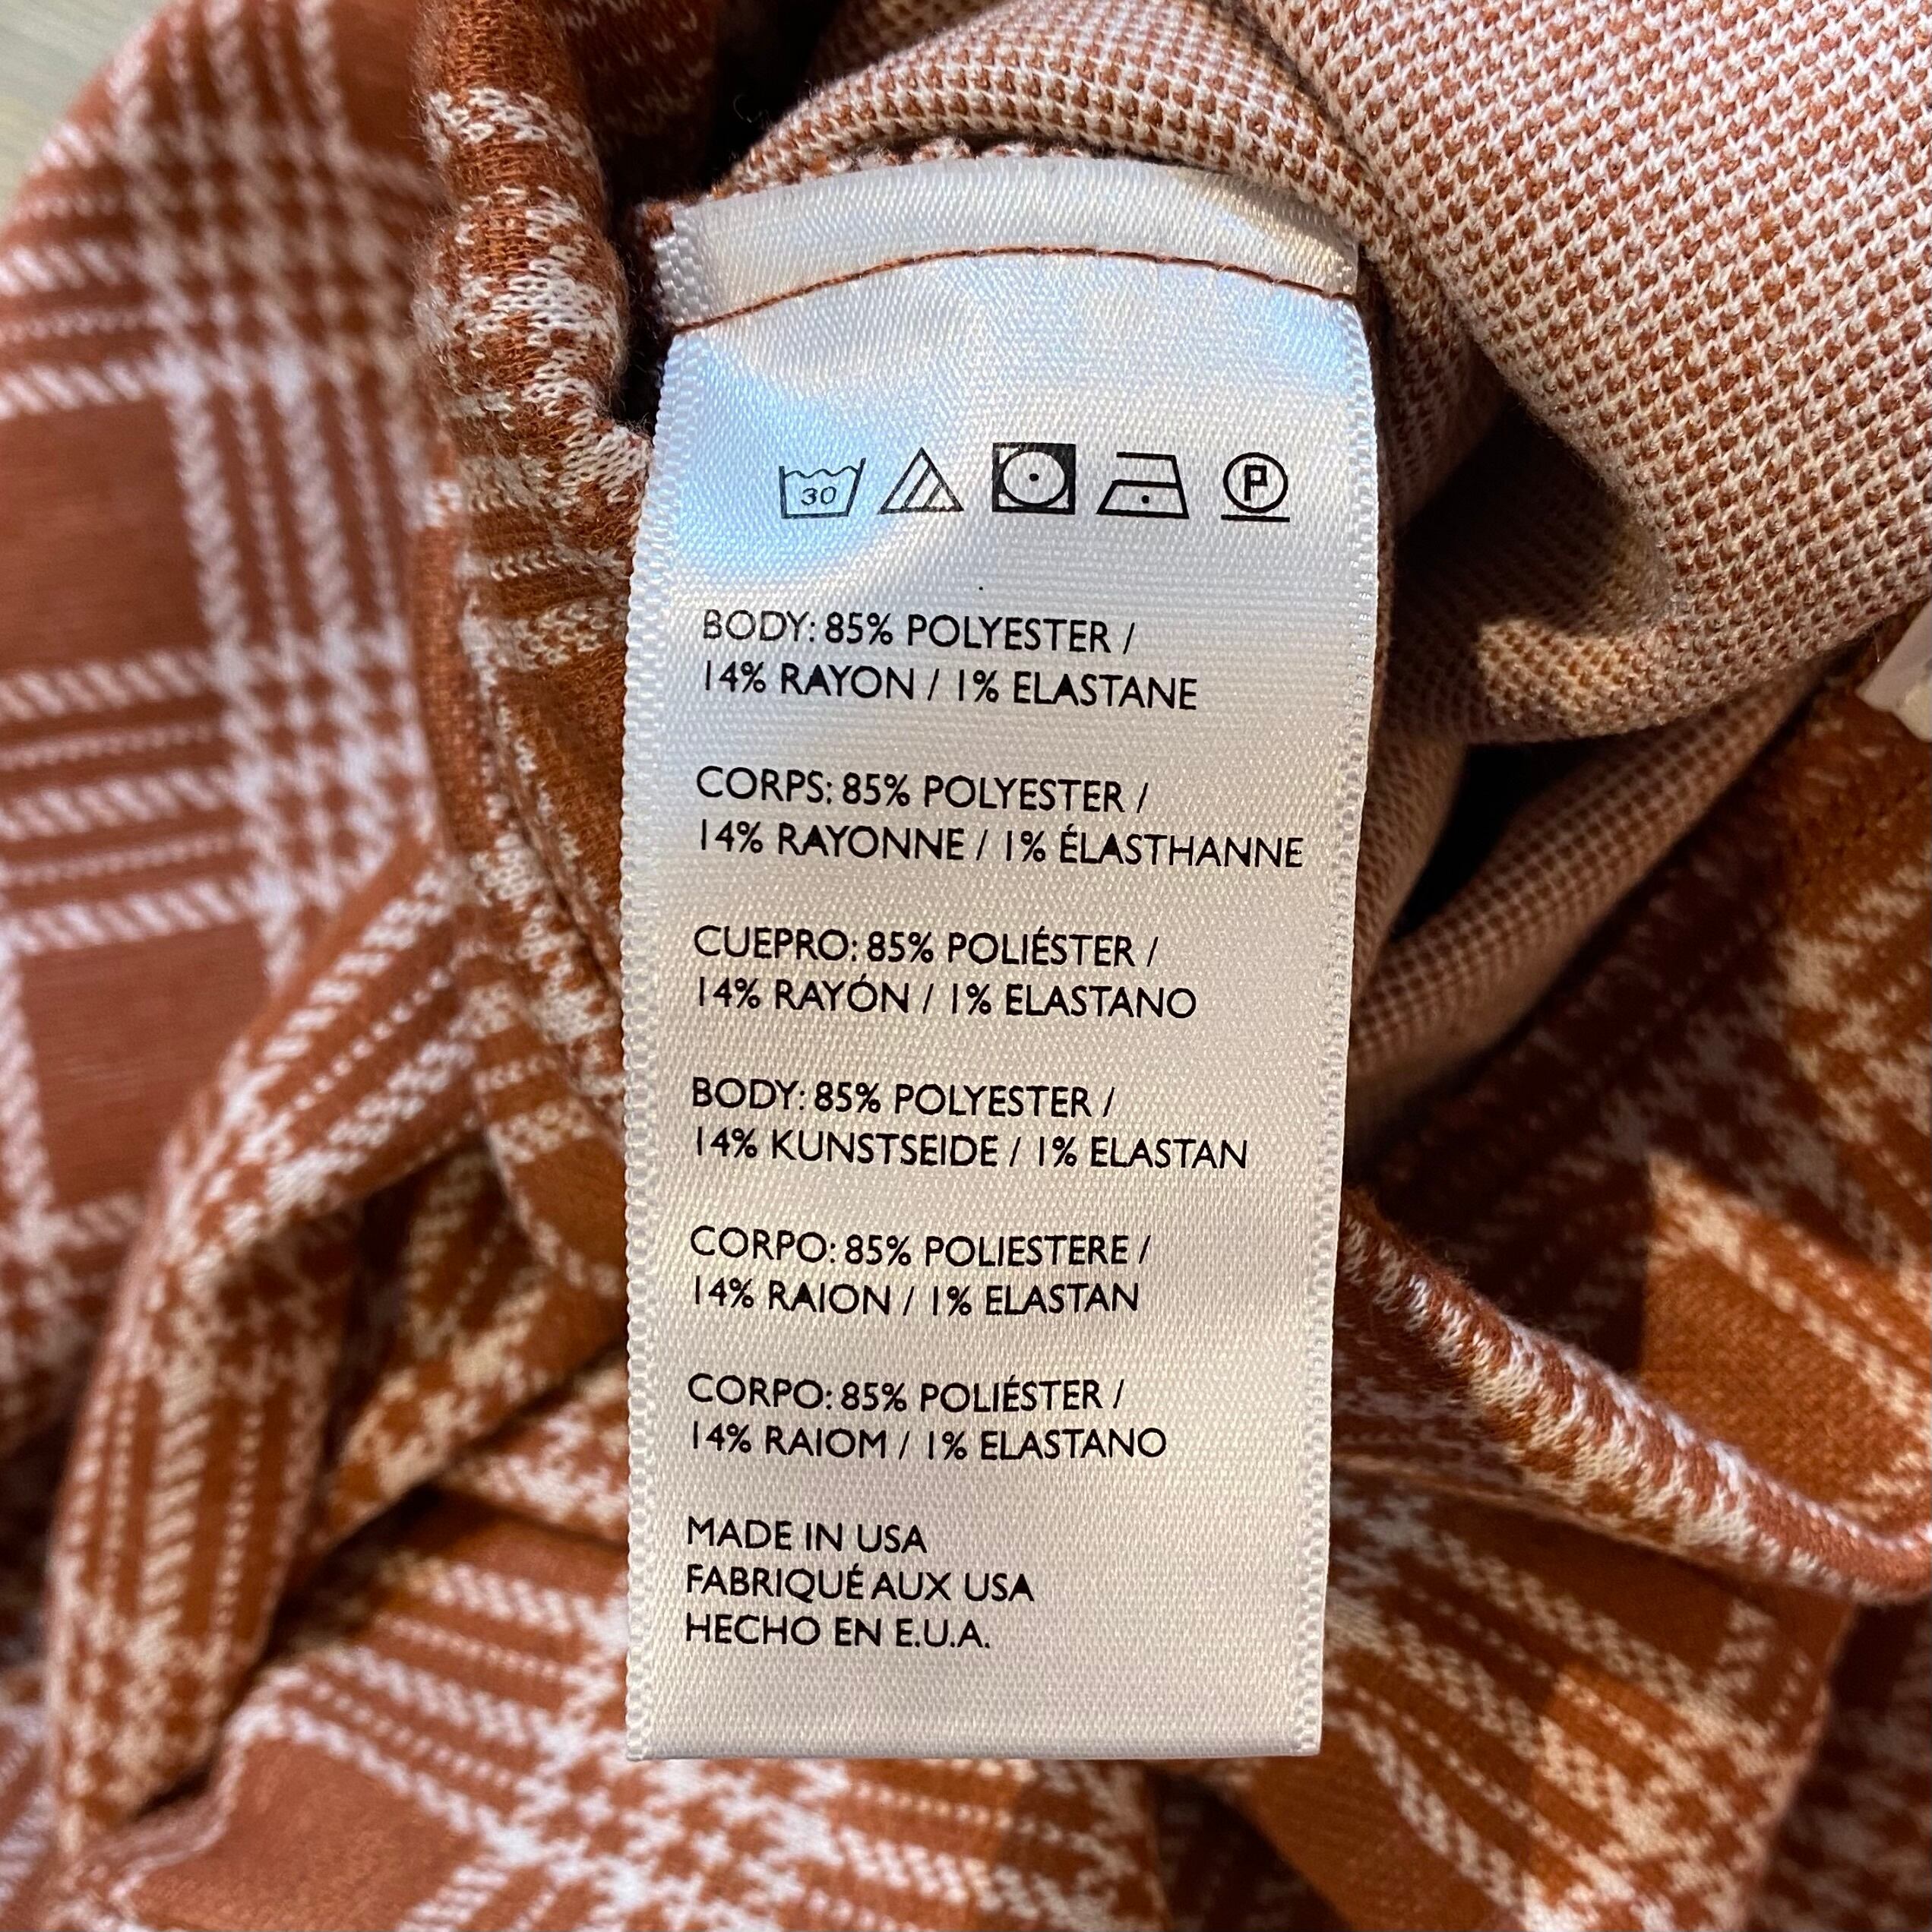 30 P
BODY: 85% POLYESTER /
14% RAYON / 1% ELASTANE
CORPS: 85% POLYESTER /
14% RAYONNE / 1% ÉLASTHANNE
CUEPRO: 85% POLIÉSTER /
14% RAYÓN / 1% ELASTANO
BODY: 85% POLYESTER /
14% KUNSTSEIDE / 1% ELASTAN
CORPO: 85% POLIESTERE /
14% RAION / 1% ELASTAN
CORPO: 85% POLIÉSTER /
14% RAIOM / 1% ELASTANO
MADE IN USA
FABRIQUÉ AUX USA
HECHO EN E.U.A.